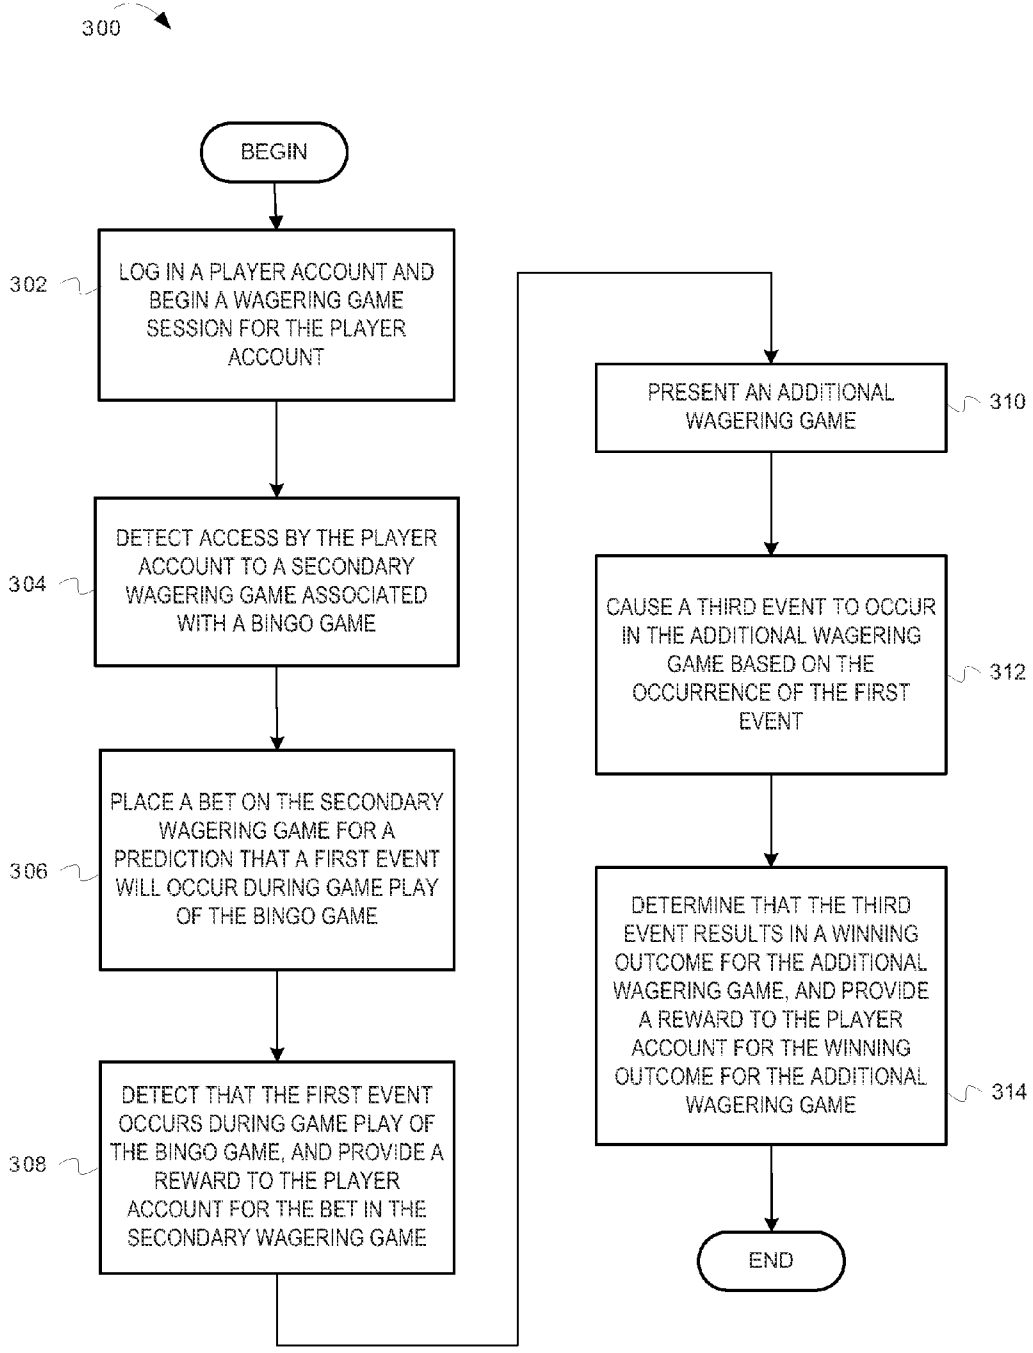 300
BEGIN
302
LOG IN A PLAYER ACCOUNT AND
BEGIN A WAGERING GAME
SESSION FOR THE PLAYER
ACCOUNT
304
DETECT ACCESS BY THE PLAYER
ACCOUNT TO A SECONDARY
WAGERING GAME ASSOCIATED
WITH A BINGO GAME
306
PLACE A BET ON THE SECONDARY
WAGERING GAME FOR A
PREDICTION THAT A FIRST EVENT
WILL OCCUR DURING GAME PLAY
OF THE BINGO GAME
308
DETECT THAT THE FIRST EVENT
OCCURS DURING GAME PLAY OF
THE BINGO GAME, AND PROVIDE A
REWARD TO THE PLAYER
ACCOUNT FOR THE BET IN THE
SECONDARY WAGERING GAME
PRESENT AN ADDITIONAL
WAGERING GAME
310
CAUSE A THIRD EVENT TO OCCUR
IN THE ADDITIONAL WAGERING
GAME BASED ON THE
OCCURRENCE OF THE FIRST
EVENT
312
DETERMINE THAT THE THIRD
EVENT RESULTS IN A WINNING
OUTCOME FOR THE ADDITIONAL
WAGERING GAME, AND PROVIDE
A REWARD TO THE PLAYER
ACCOUNT FOR THE WINNING
OUTCOME FOR THE ADDITIONAL
WAGERING GAME
314
END